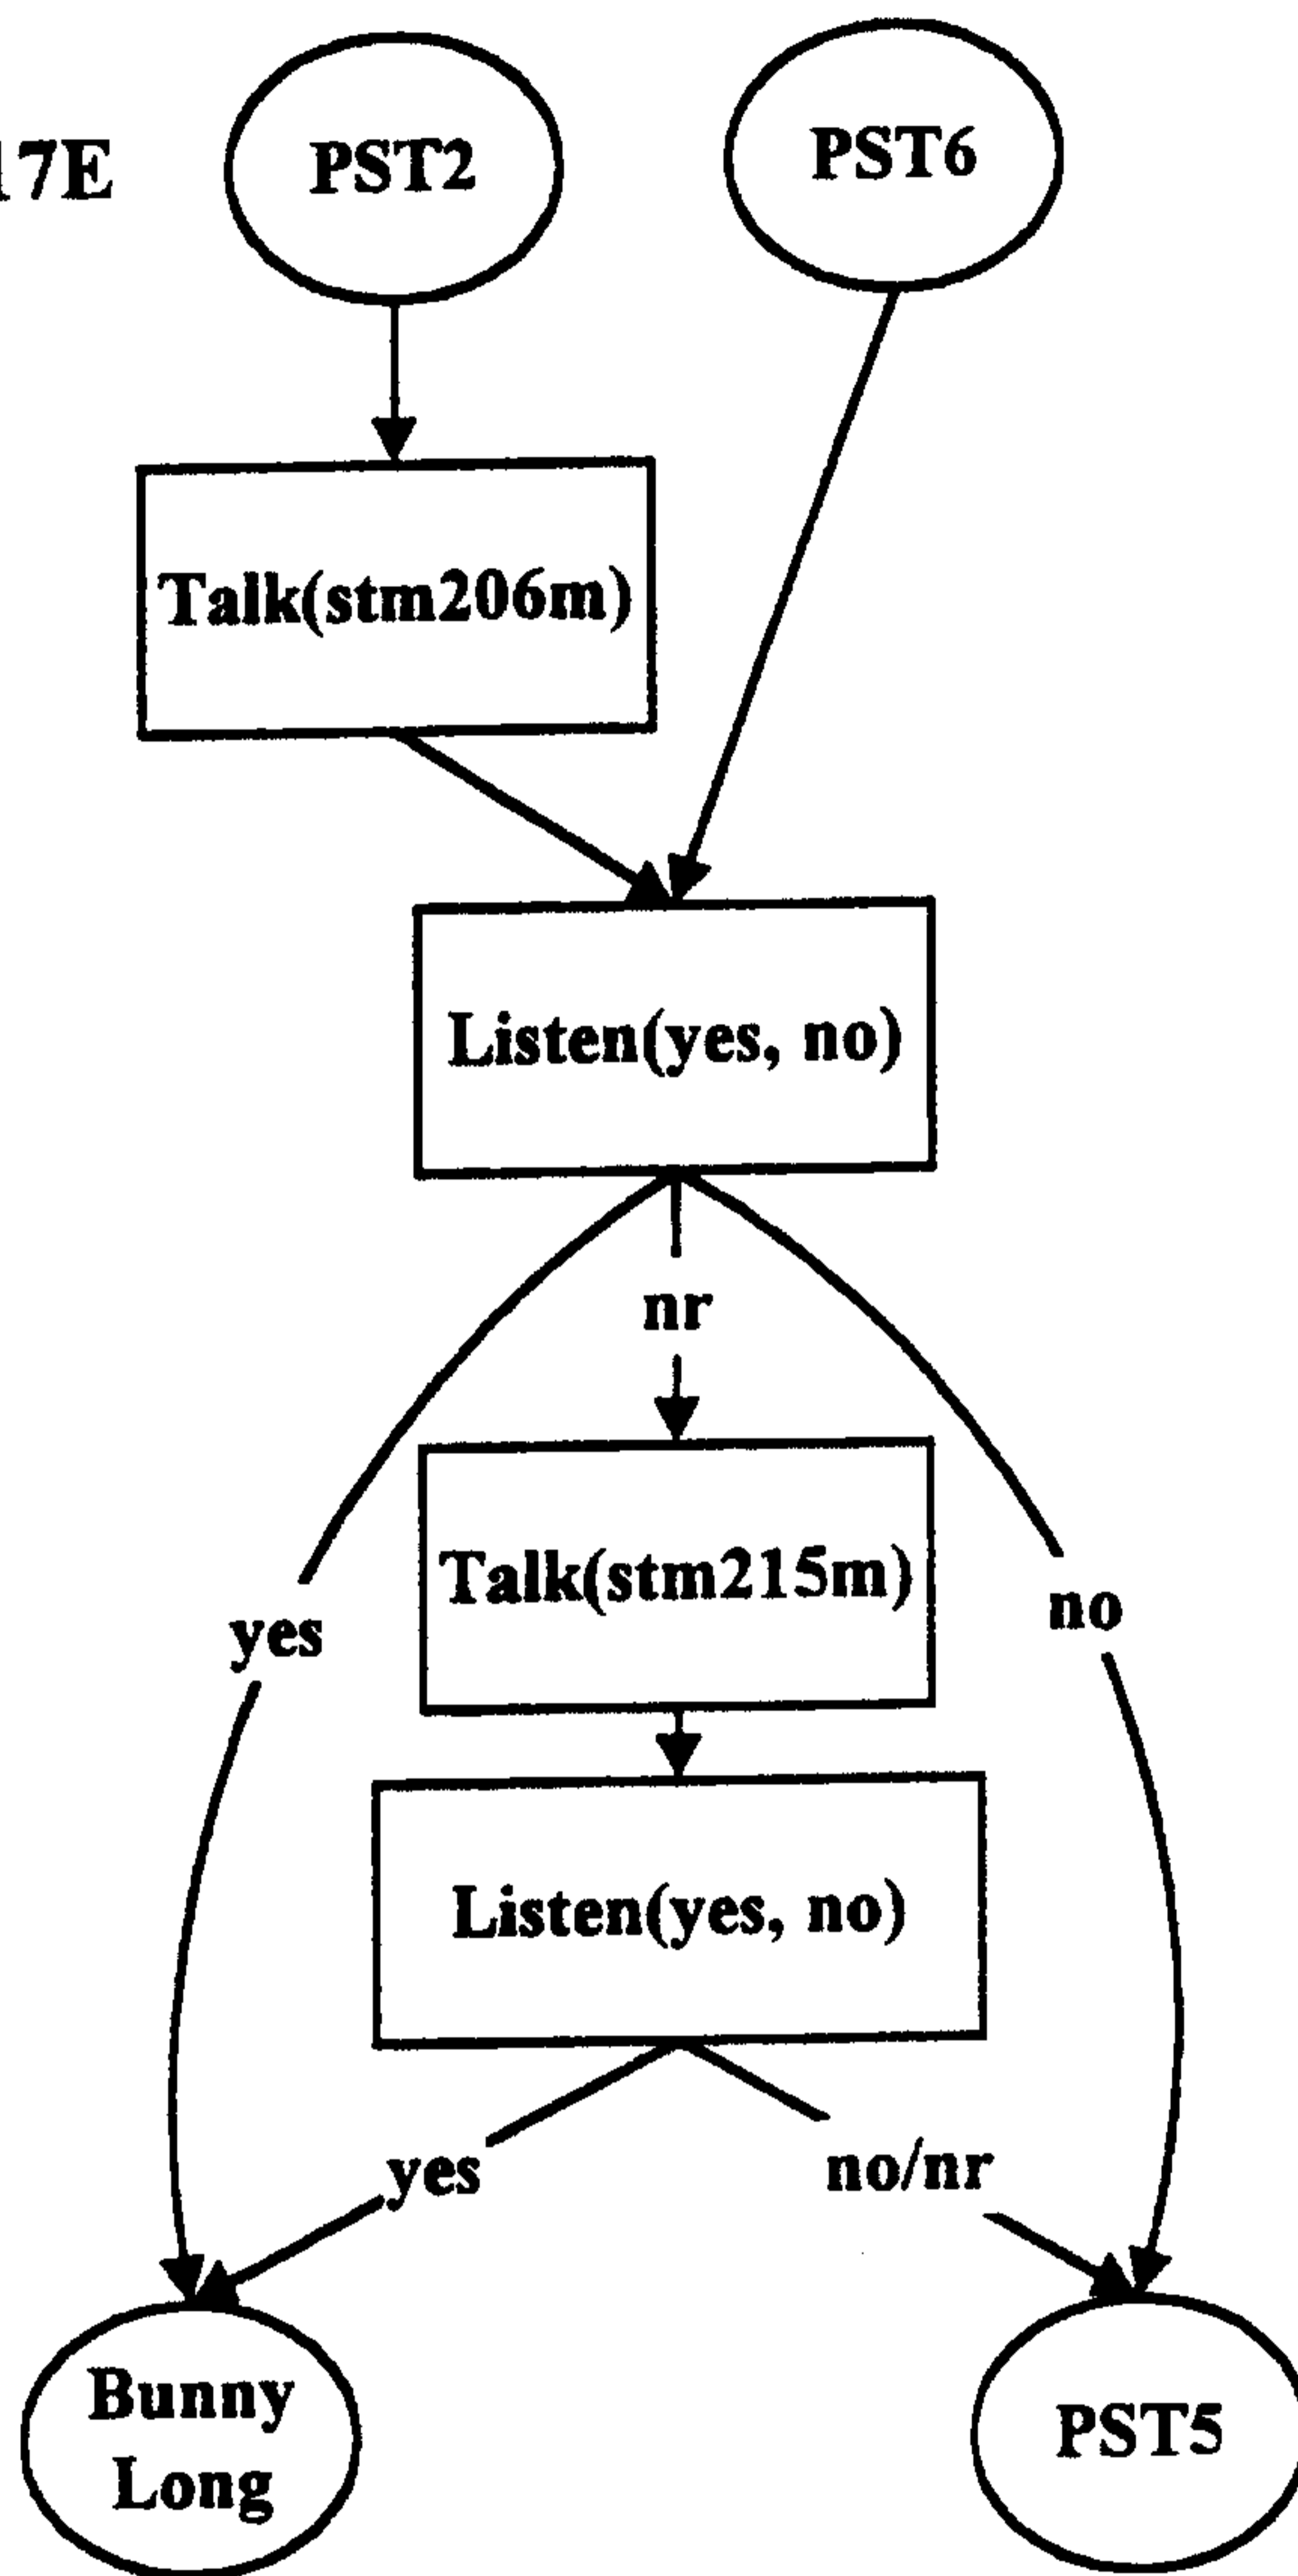 17E
PST2
PST6
Talk(stm206m)
Listen(yes, no)
nr
Talk(stm215m)
yes
no
Listen(yes, no)
yes
no/nr
Bunny
Long
PST5